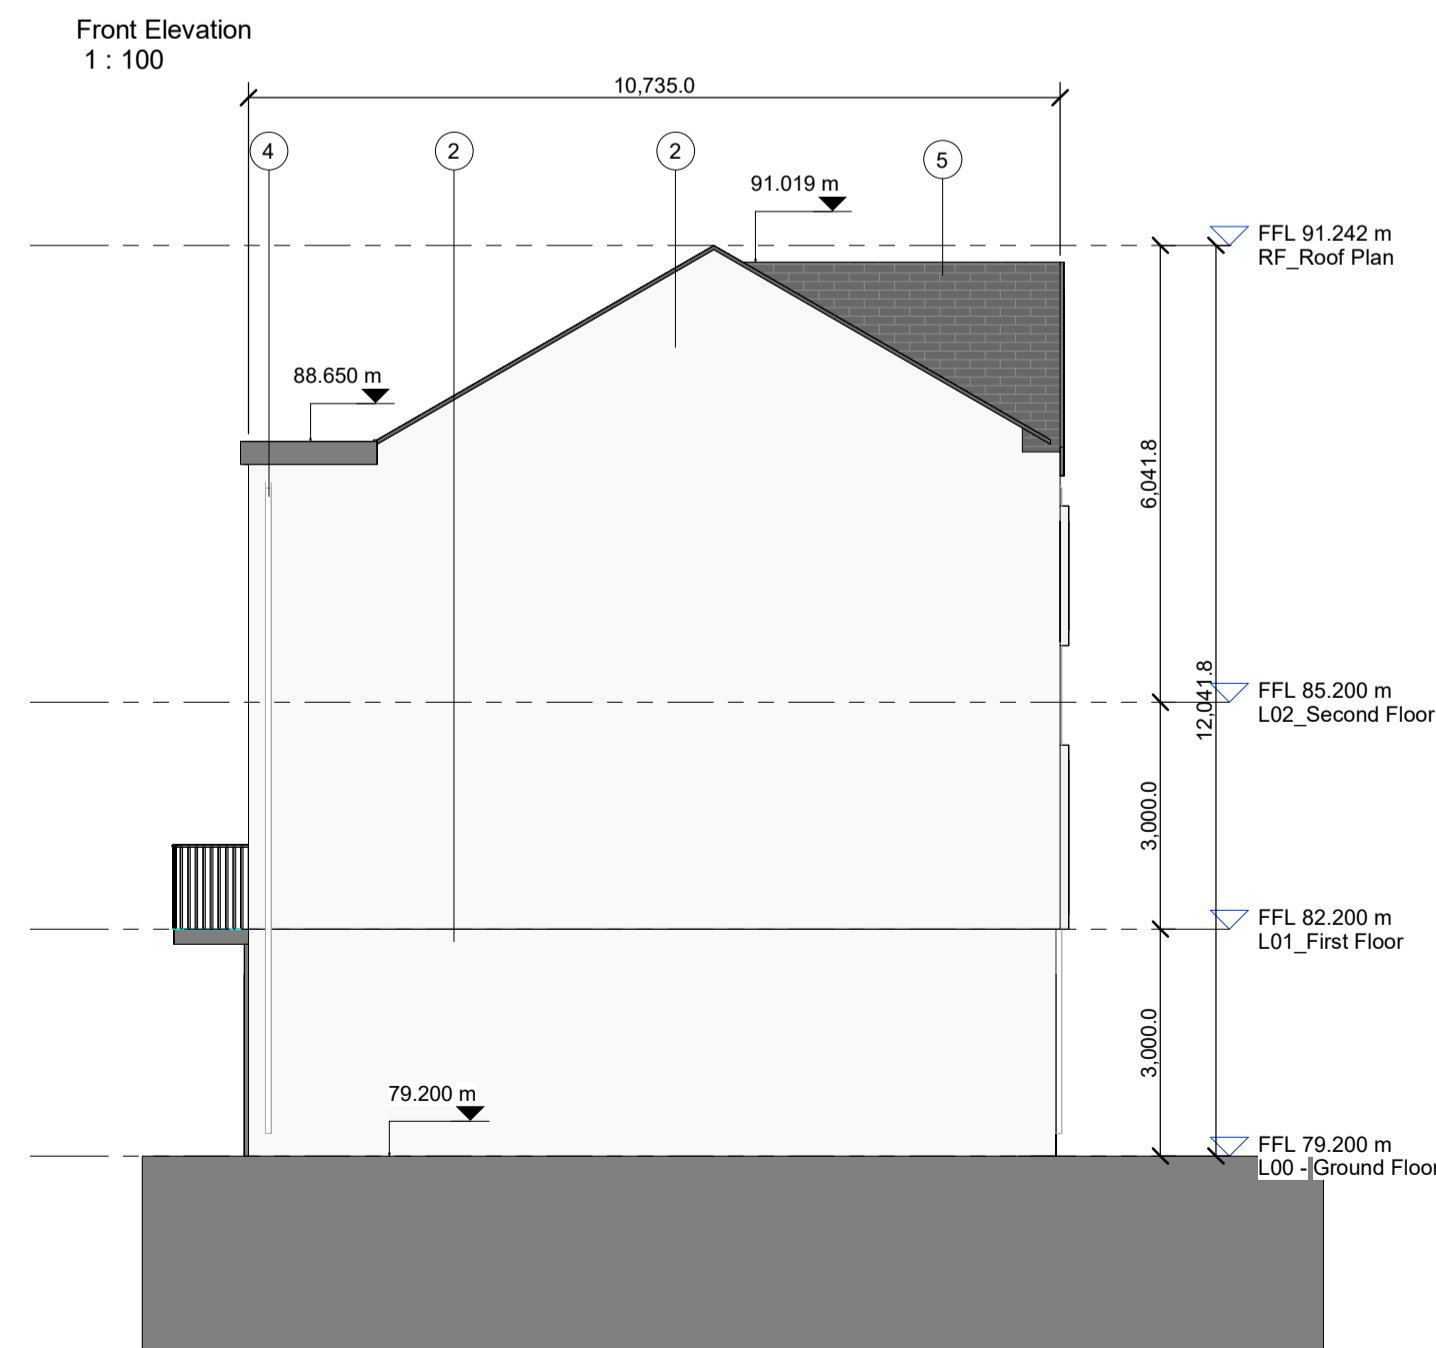 Front Elevation
1 : 100
10,735.0
4
2
2
5
91.019 m
FFL 91.242 m
RF_Roof Plan
88.650 m
6,041.8
12,041.8
FFL 85.200 m
L02_Second Floor
3,000.0
FFL 82.200 m
L01_First Floor
3,000.0
79.200 m
FFL 79.200 m
L00 - Ground Floor